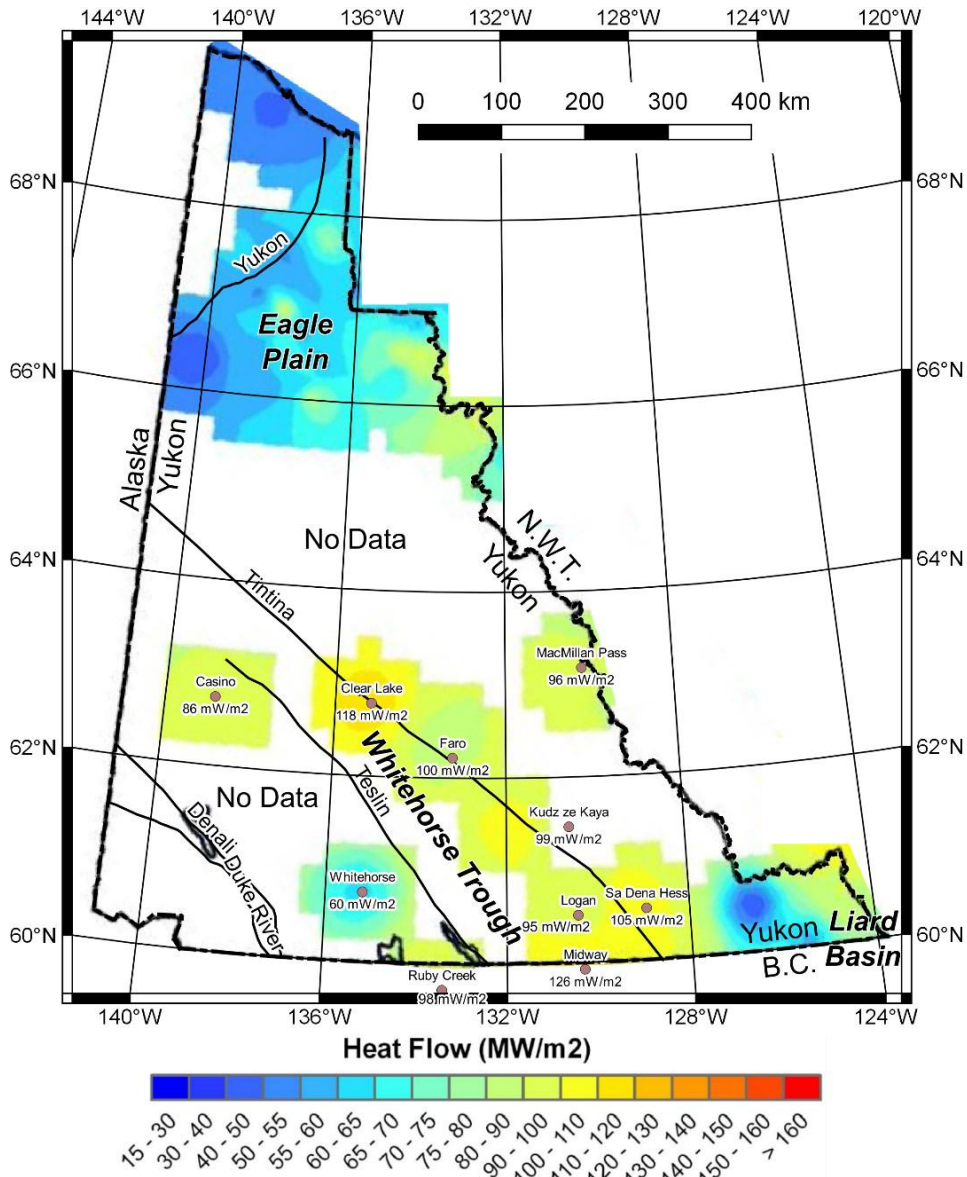 144°W 140°W 136°W 132°W 128°W 124°W 120°W
0 100 200 300 400 km
68°N 68°N
Yukon
Eagle
Plain
66°N 66°N
Alaska
Yukon
No Data
N.W.T.
Yukon
64°N 64°N
Tintina
MacMillan Pass
96 mW/m2
Casino
86 mW/m2
Clear Lake
118 mW/m2
62°N 62°N
Faro
100 mW/m2
Whitehorse Trough
Teslin
No Data
Kudz ze Kaya
99 mW/m2
Denali
Duke River
Whitehorse
60 mW/m2
Sa Dena Hess
105 mW/m2
Logan
95 mW/m2
60°N 60°N
Yukon
B.C.
Liard
Basin
Midway
126 mW/m2
Ruby Creek
98 mW/m2
140°W 136°W 132°W 128°W 124°W
Heat Flow (MW/m2)
15 - 30
30 - 40
40 - 50
50 - 55
55 - 60
60 - 65
65 - 70
70 - 75
75 - 80
80 - 90
90 - 100
100 - 110
110 - 120
120 - 130
130 - 140
140 - 150
150 - 160
> 160